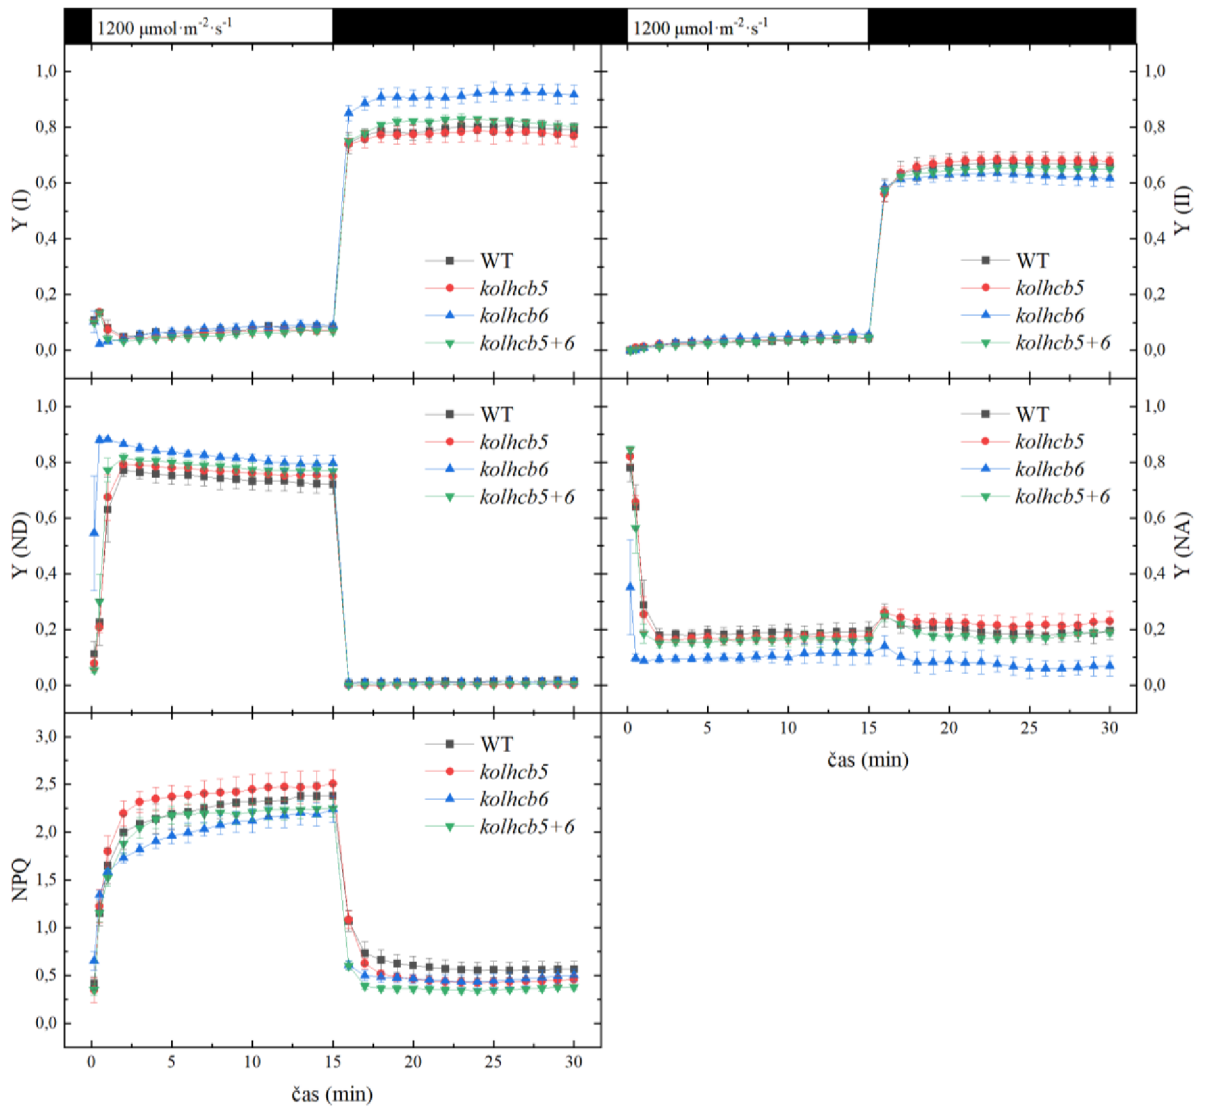 1200 µmol·m⁻²·s⁻¹
1200 µmol·m⁻²·s⁻¹
Y (I)
1,0
0,8
0,6
0,4
0,2
0,0
WT
kolhcb5
kolhcb6
kolhcb5+6
WT
kolhcb5
kolhcb6
kolhcb5+6
1,0
0,8
0,6
0,4
0,2
0,0
Y (II)
Y (ND)
1,0
0,8
0,6
0,4
0,2
0,0
WT
kolhcb5
kolhcb6
kolhcb5+6
WT
kolhcb5
kolhcb6
kolhcb5+6
1,0
0,8
0,6
0,4
0,2
0,0
Y (NA)
0 5 10 15 20 25 30
čas (min)
NPQ
3,0
2,5
2,0
1,5
1,0
0,5
0,0
WT
kolhcb5
kolhcb6
kolhcb5+6
0 5 10 15 20 25 30
čas (min)